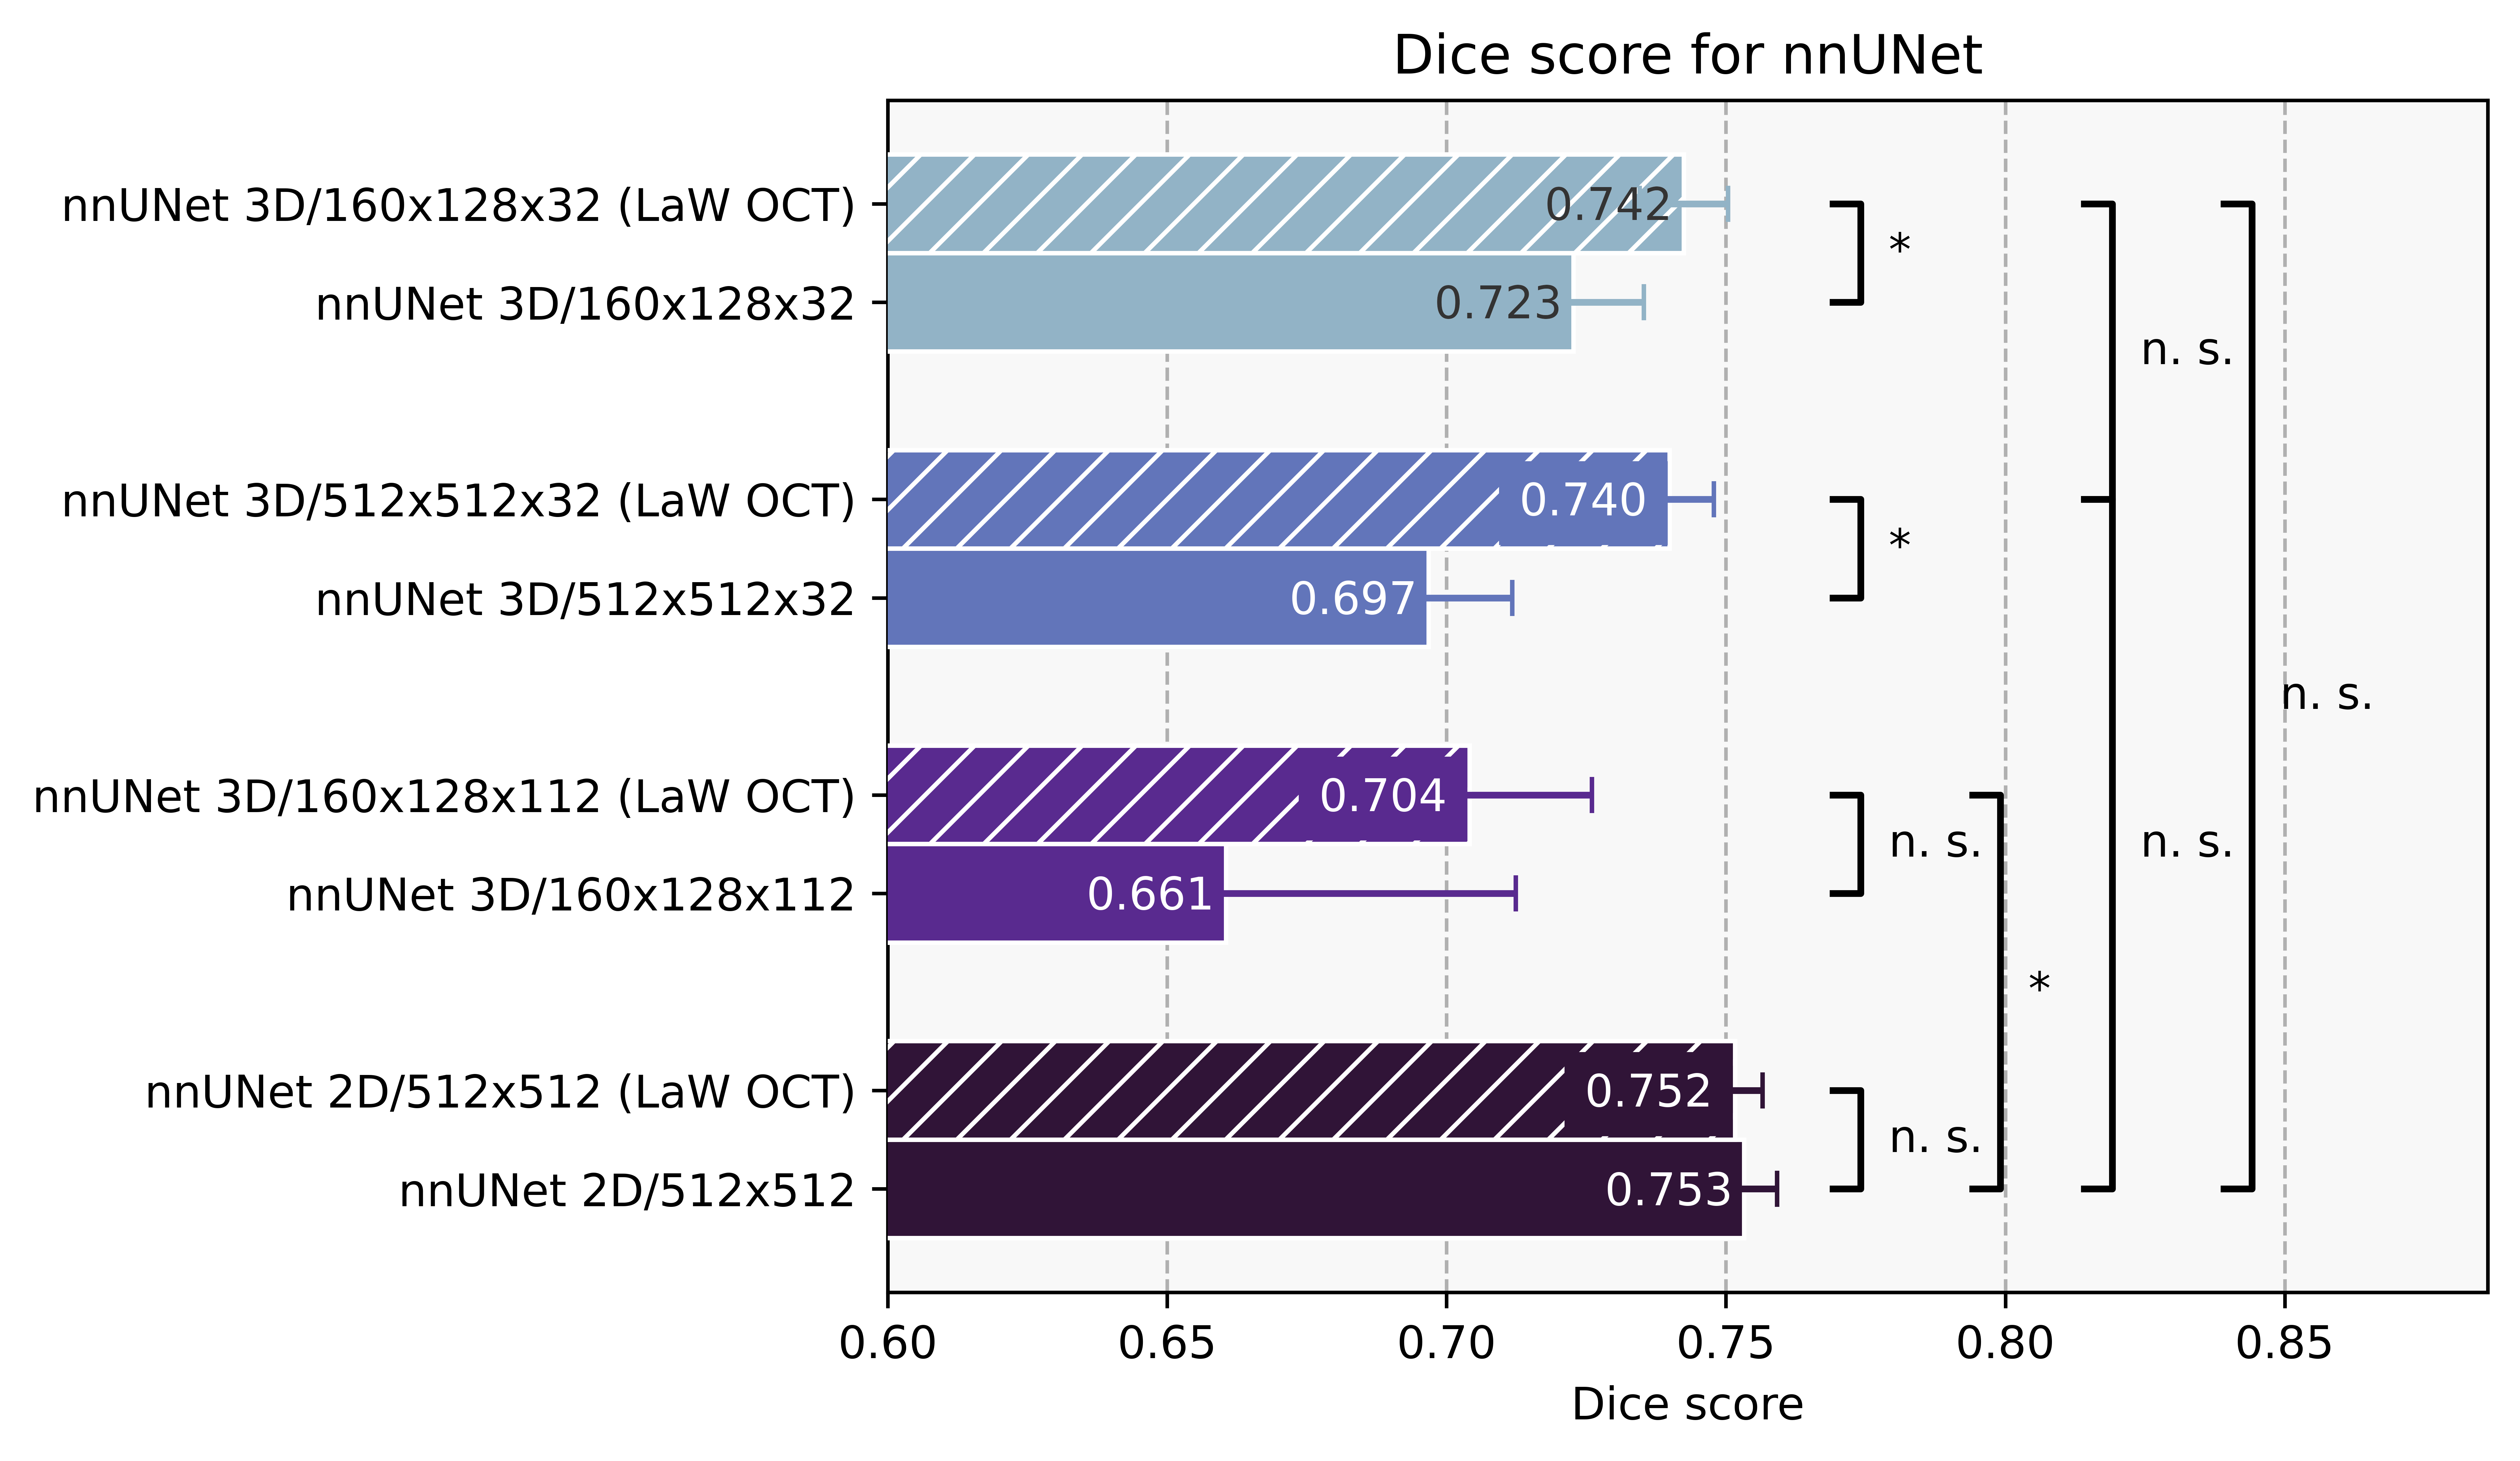 Dice score for nnUNet
nnUNet 3D/160x128x32 (LaW OCT)
0.742
*
nnUNet 3D/160x128x32
0.723
n. s.
nnUNet 3D/512x512x32 (LaW OCT)
0.740
*
nnUNet 3D/512x512x32
0.697
n. s.
nnUNet 3D/160x128x112 (LaW OCT)
0.704
n. s.
n. s.
nnUNet 3D/160x128x112
0.661
*
nnUNet 2D/512x512 (LaW OCT)
0.752
n. s.
nnUNet 2D/512x512
0.753
0.60 0.65 0.70 0.75 0.80 0.85
Dice score